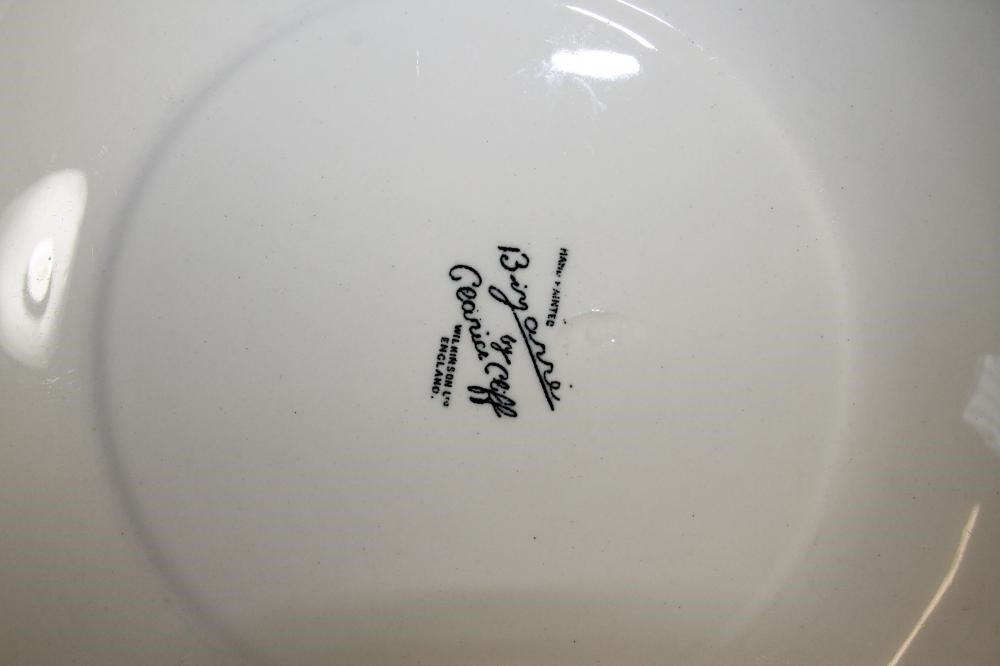 HAND PAINTED
Bizarre
by
Clarice Cliff
WILKINSON LTD
ENGLAND.